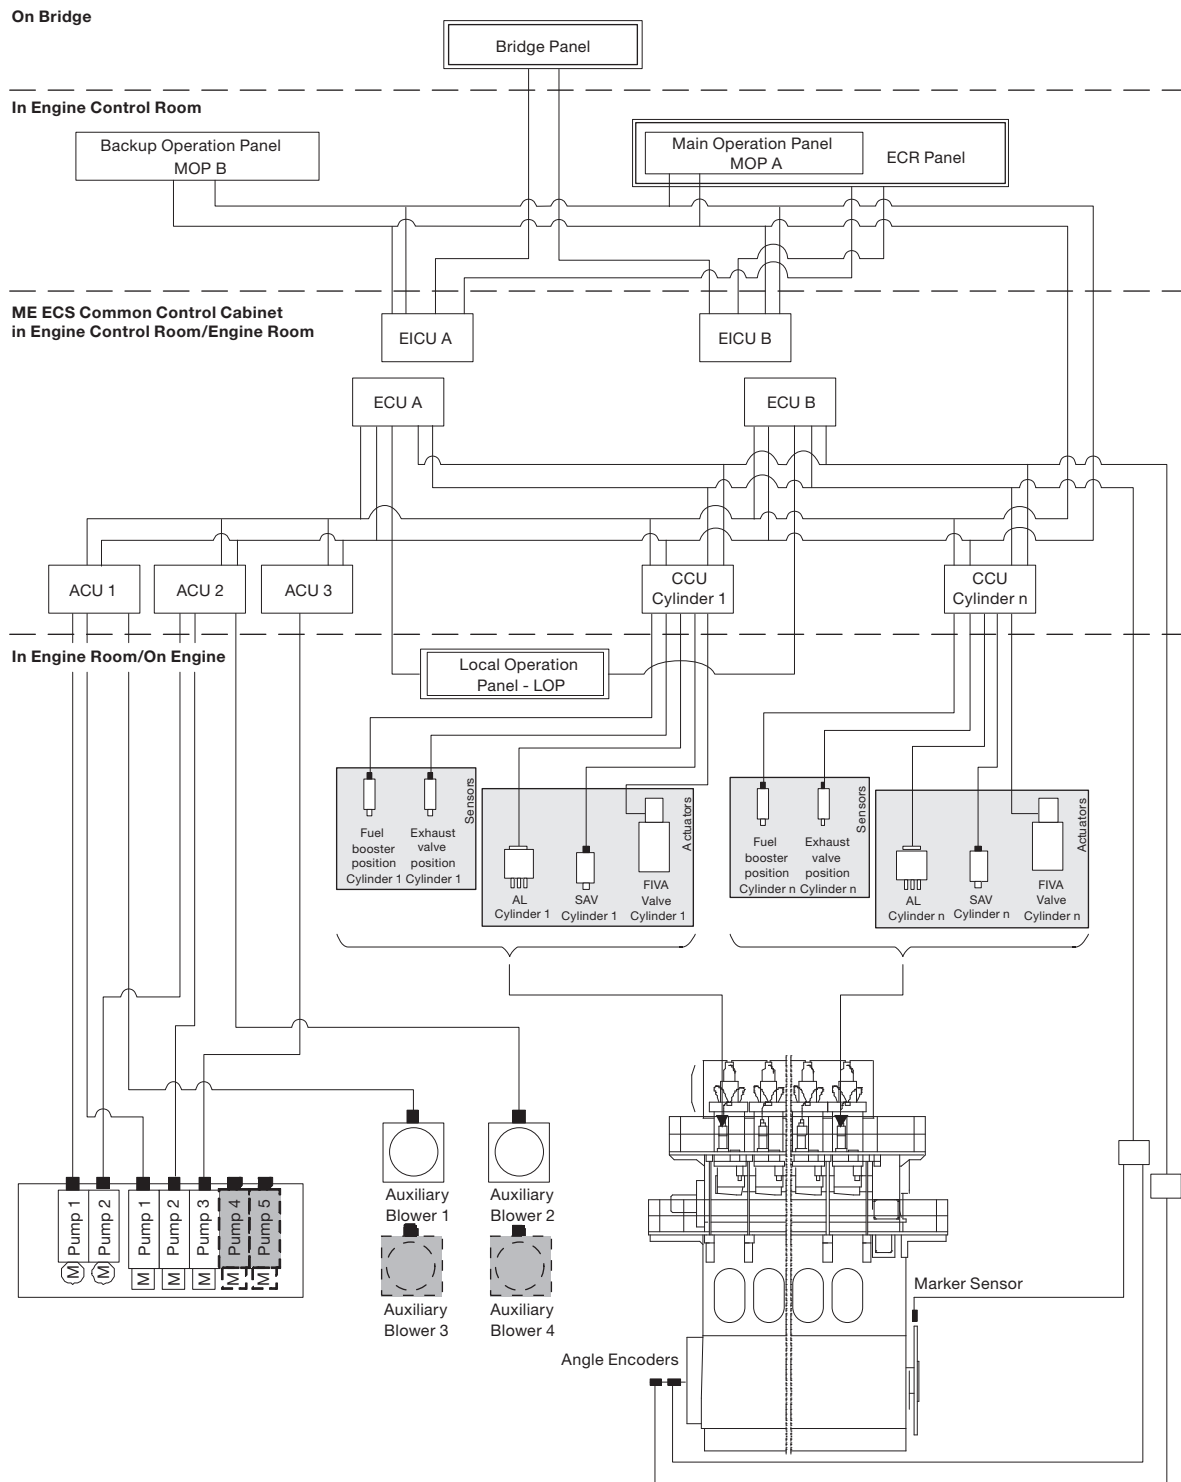 On Bridge
Bridge Panel
In Engine Control Room
Backup Operation Panel
MOP B
Main Operation Panel
MOP A
ECR Panel
ME ECS Common Control Cabinet
in Engine Control Room/Engine Room
EICU A
EICU B
ECU A
ECU B
ACU 1
ACU 2
ACU 3
CCU
Cylinder 1
CCU
Cylinder n
In Engine Room/On Engine
Local Operation
Panel - LOP
Sensors
Fuel
booster
position
Cylinder 1
Exhaust
valve
position
Cylinder 1
Actuators
AL
Cylinder 1
SAV
Cylinder 1
FIVA
Valve
Cylinder 1
Sensors
Fuel
booster
position
Cylinder n
Exhaust
valve
position
Cylinder n
Actuators
AL
Cylinder n
SAV
Cylinder n
FIVA
Valve
Cylinder n
Pump 1
M
Pump 2
M
Pump 1
M
Pump 2
M
Pump 3
M
Pump 4
M
Pump 5
M
Auxiliary
Blower 1
Auxiliary
Blower 2
Auxiliary
Blower 3
Auxiliary
Blower 4
Marker Sensor
Angle Encoders